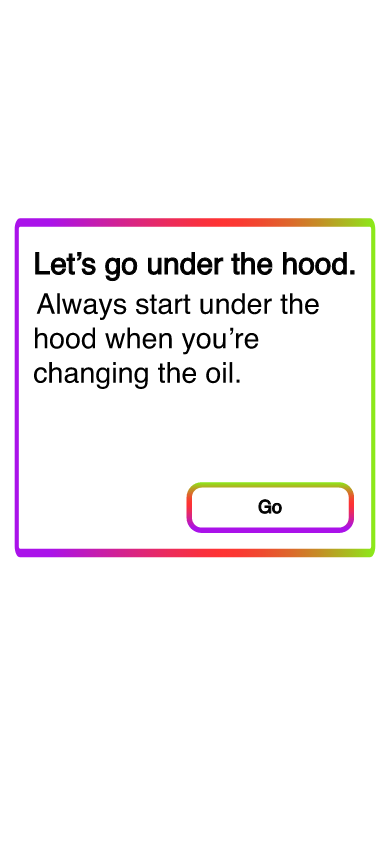 Let’s go under the hood.
Always start under the
hood when you’re
changing the oil.
Go